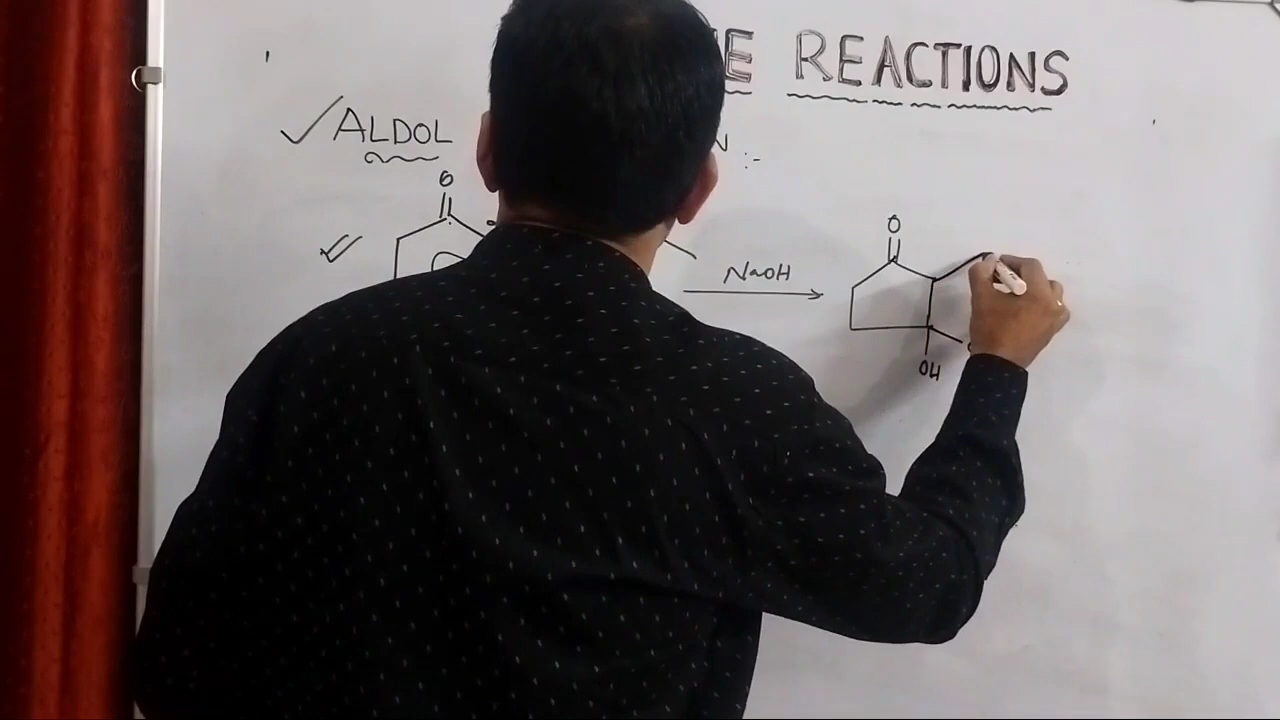 REACTIONS
ALDOL :-
O
O
NaOH
OH